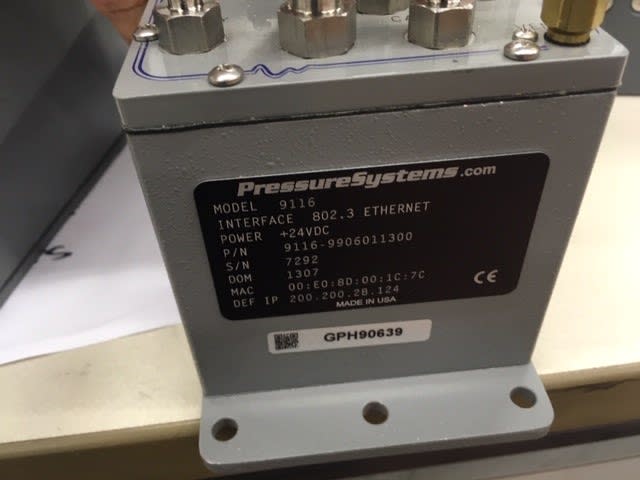 PressureSystems.com
MODEL 9116
INTERFACE 802.3 ETHERNET
POWER +24VDC
P/N 9116-9906011300
S/N 7292
DOM 1307
MAC 00:E0:8D:00:1C:7C
DEF IP 200.200.28.124
CE
MADE IN USA
GPH90639